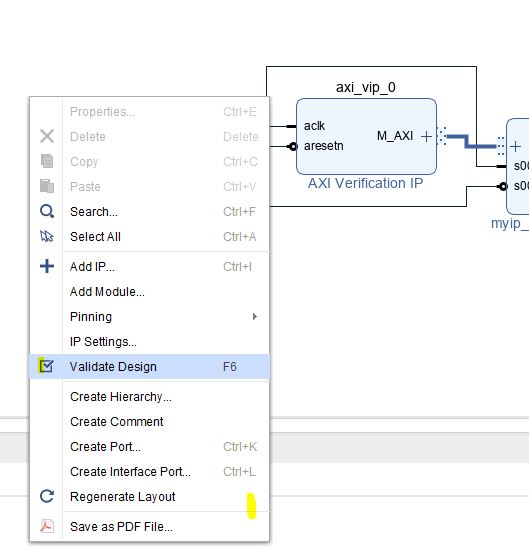 axi_vip_0
aclk
aresetn
M_AXI
AXI Verification IP
s00
s00
myip_
Properties... Ctrl+E
Delete Delete
Copy Ctrl+C
Paste Ctrl+V
Search... Ctrl+F
Select All Ctrl+A
Add IP... Ctrl+I
Add Module...
Pinning
IP Settings...
Validate Design F6
Create Hierarchy...
Create Comment
Create Port... Ctrl+K
Create Interface Port... Ctrl+L
Regenerate Layout
Save as PDF File...